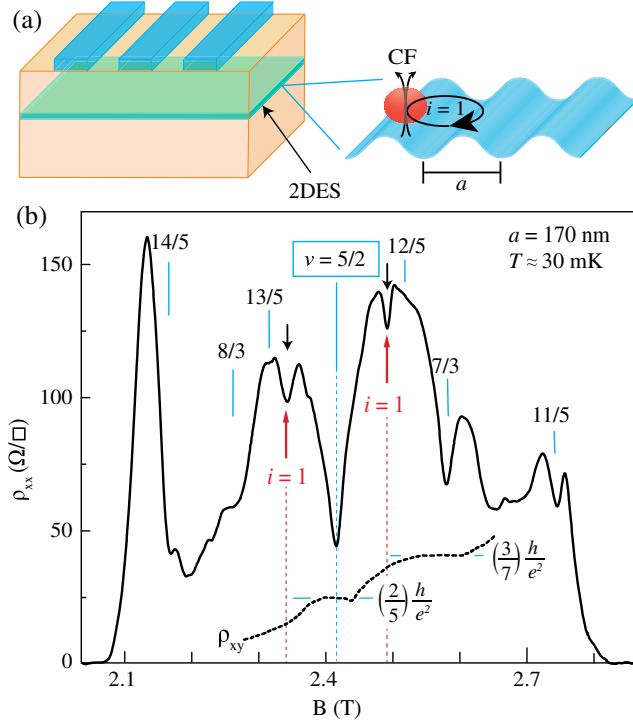 (a)
CF
i = 1
2DES
a
(b)
a = 170 nm
T ≈ 30 mK
14/5
ν = 5/2
12/5
13/5
8/3
7/3
11/5
i = 1
i = 1
(3/7) h/e²
(2/5) h/e²
ρxy
ρxx (Ω/□)
150
100
50
0
2.1
2.4
2.7
B (T)